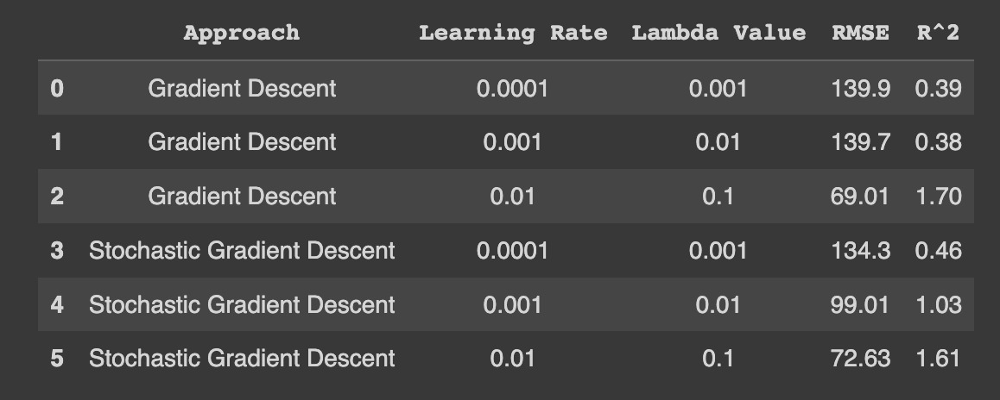 Approach Learning Rate Lambda Value RMSE R^2
0 Gradient Descent 0.0001 0.001 139.9 0.39
1 Gradient Descent 0.001 0.01 139.7 0.38
2 Gradient Descent 0.01 0.1 69.01 1.70
3 Stochastic Gradient Descent 0.0001 0.001 134.3 0.46
4 Stochastic Gradient Descent 0.001 0.01 99.01 1.03
5 Stochastic Gradient Descent 0.01 0.1 72.63 1.61